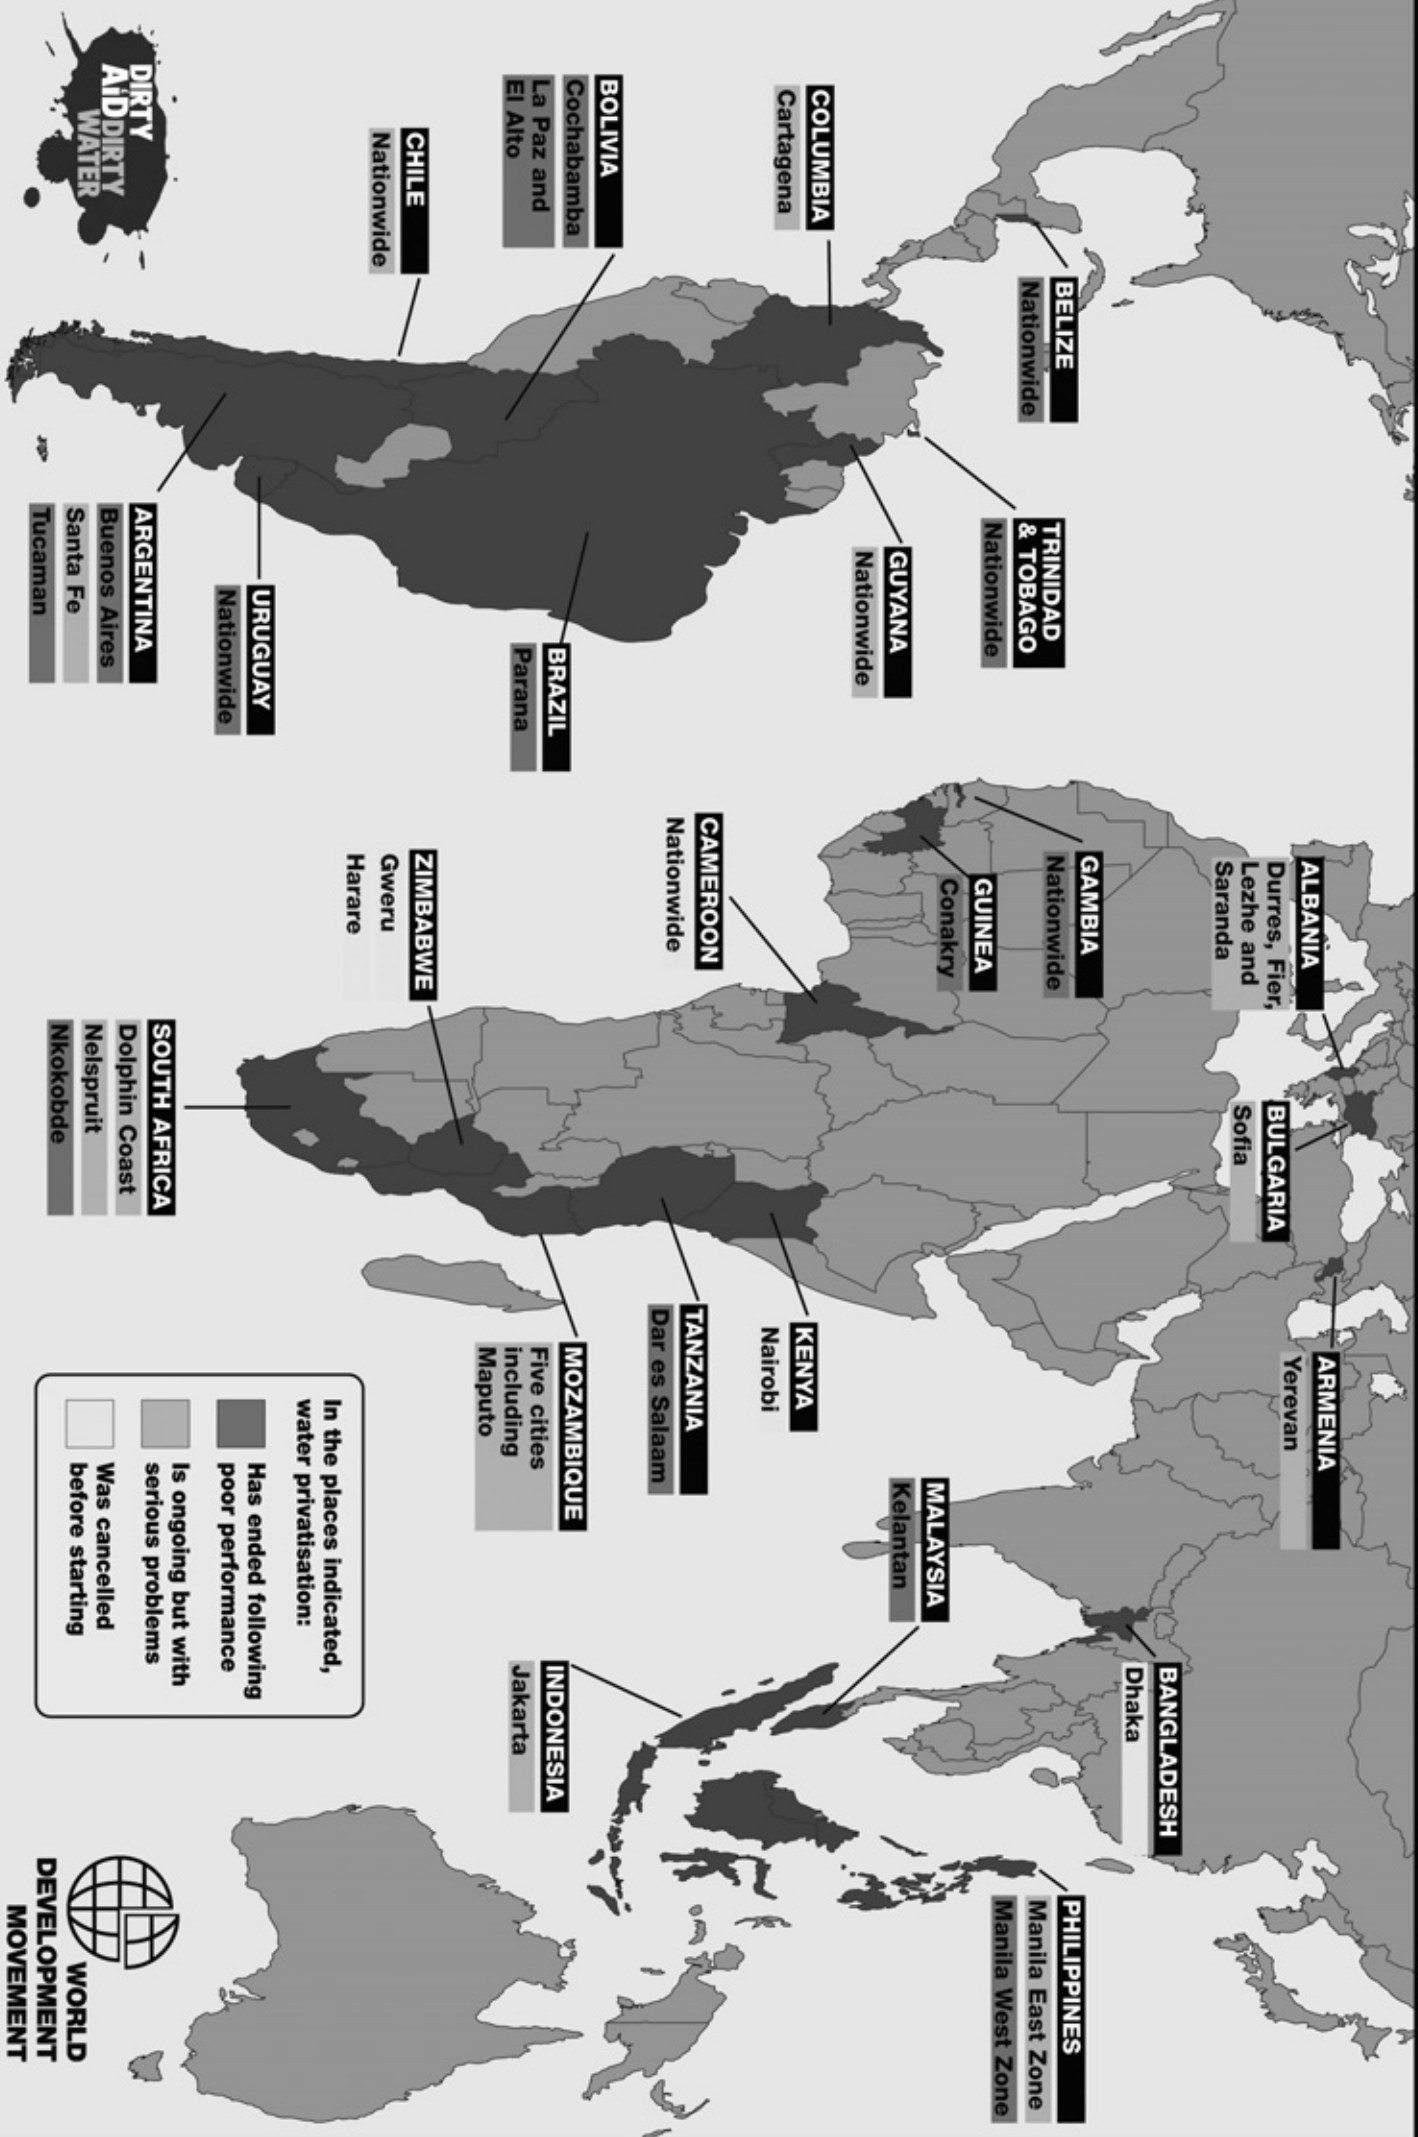 BELIZE
Nationwide
TRINIDAD
& TOBAGO
Nationwide
GUYANA
Nationwide
COLUMBIA
Cartagena
BOLIVIA
Cochabamba
La Paz and
El Alto
CHILE
Nationwide
BRAZIL
Parana
URUGUAY
Nationwide
ARGENTINA
Buenos Aires
Santa Fe
Tucaman
ALBANIA
Durres, Fier,
Lezhe and
Saranda
BULGARIA
Sofia
ARMENIA
Yerevan
GAMBIA
Nationwide
GUINEA
Conakry
CAMEROON
Nationwide
ZIMBABWE
Gweru
Harare
SOUTH AFRICA
Dolphin Coast
Nelspruit
Nkokobde
KENYA
Nairobi
TANZANIA
Dar es Salaam
MOZAMBIQUE
Five cities
including
Maputo
BANGLADESH
Dhaka
MALAYSIA
Kelantan
PHILIPPINES
Manila East Zone
Manila West Zone
INDONESIA
Jakarta
In the places indicated,
water privatisation:
Has ended following
poor performance
Is ongoing but with
serious problems
Was cancelled
before starting
DIRTY
AiD DIRTY
WATER
WORLD
DEVELOPMENT
MOVEMENT